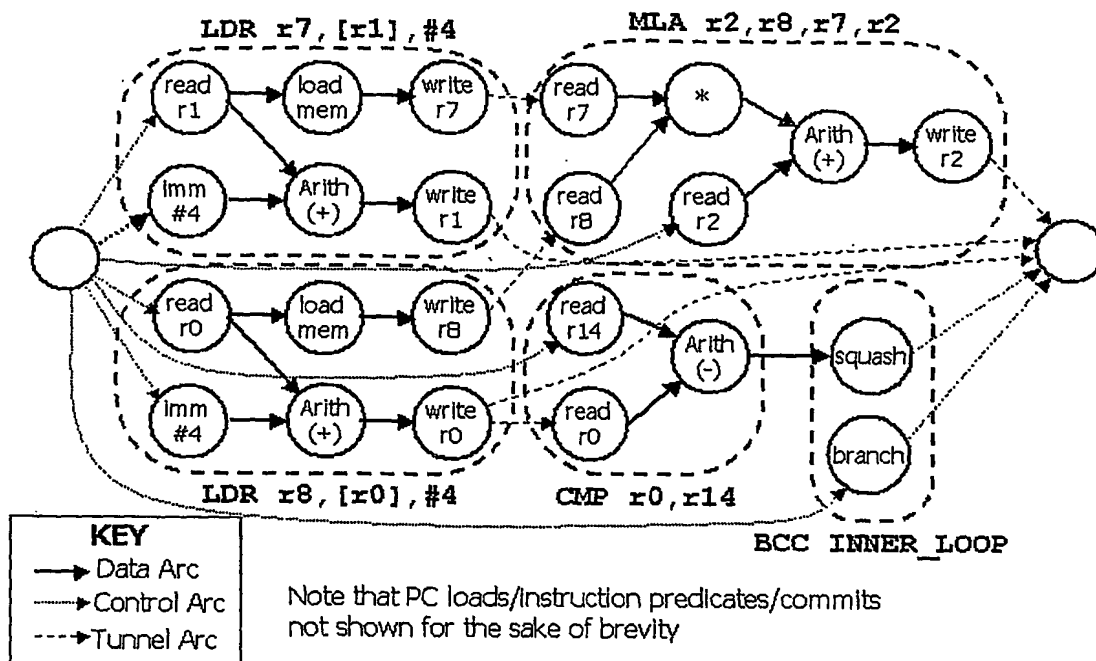 LDR r7,[r1],#4
MLA r2,r8,r7,r2
read
r1
load
mem
write
r7
read
r7
*
Arith
(+)
write
r2
imm
#4
Arith
(+)
write
r1
read
r8
read
r2
read
r0
load
mem
write
r8
read
r14
Arith
(-)
squash
imm
#4
Arith
(+)
write
r0
read
r0
branch
LDR r8,[r0],#4
CMP r0,r14
BCC INNER_LOOP
KEY
Data Arc
Control Arc
Tunnel Arc
Note that PC loads/instruction predicates/commits
not shown for the sake of brevity